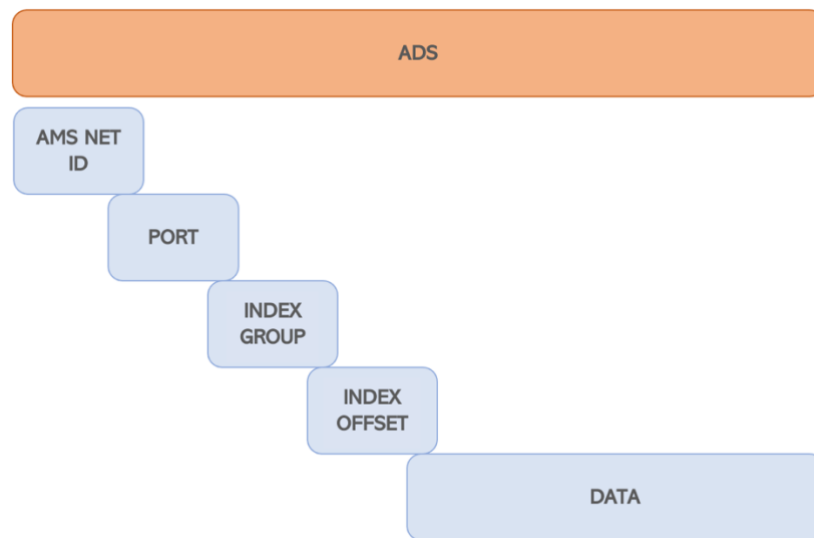 ADS
AMS NET
ID
PORT
INDEX
GROUP
INDEX
OFFSET
DATA